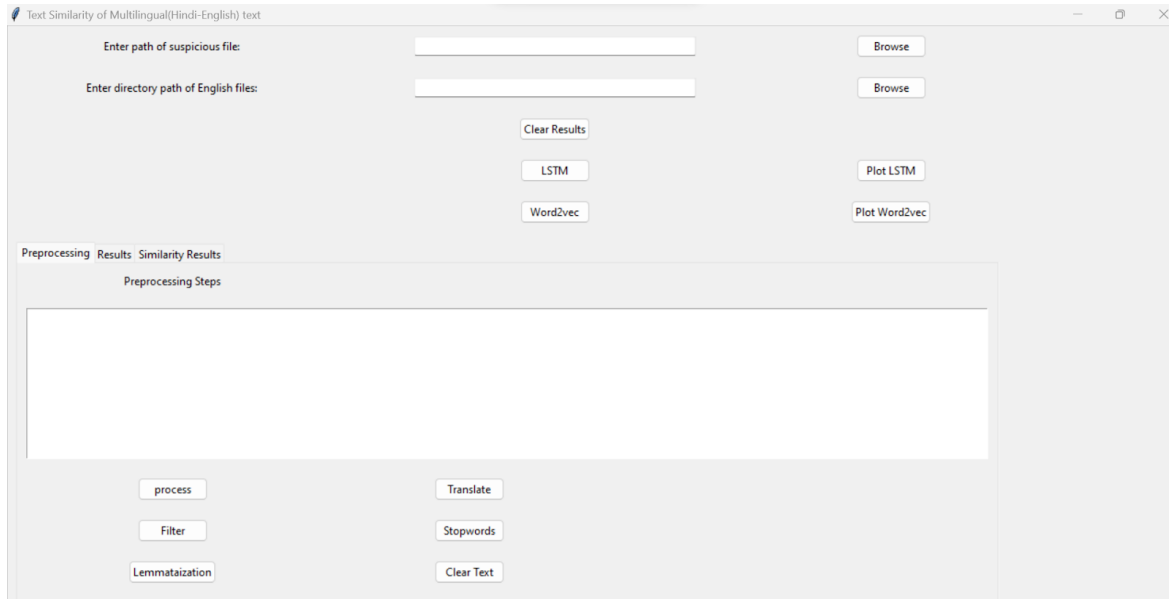 Text Similarity of Multilingual(Hindi-English) text
Enter path of suspicious file:
Browse
Enter directory path of English files:
Browse
Clear Results
LSTM
Plot LSTM
Word2vec
Plot Word2vec
Preprocessing Results Similarity Results
Preprocessing Steps
process
Translate
Filter
Stopwords
Lemmataization
Clear Text